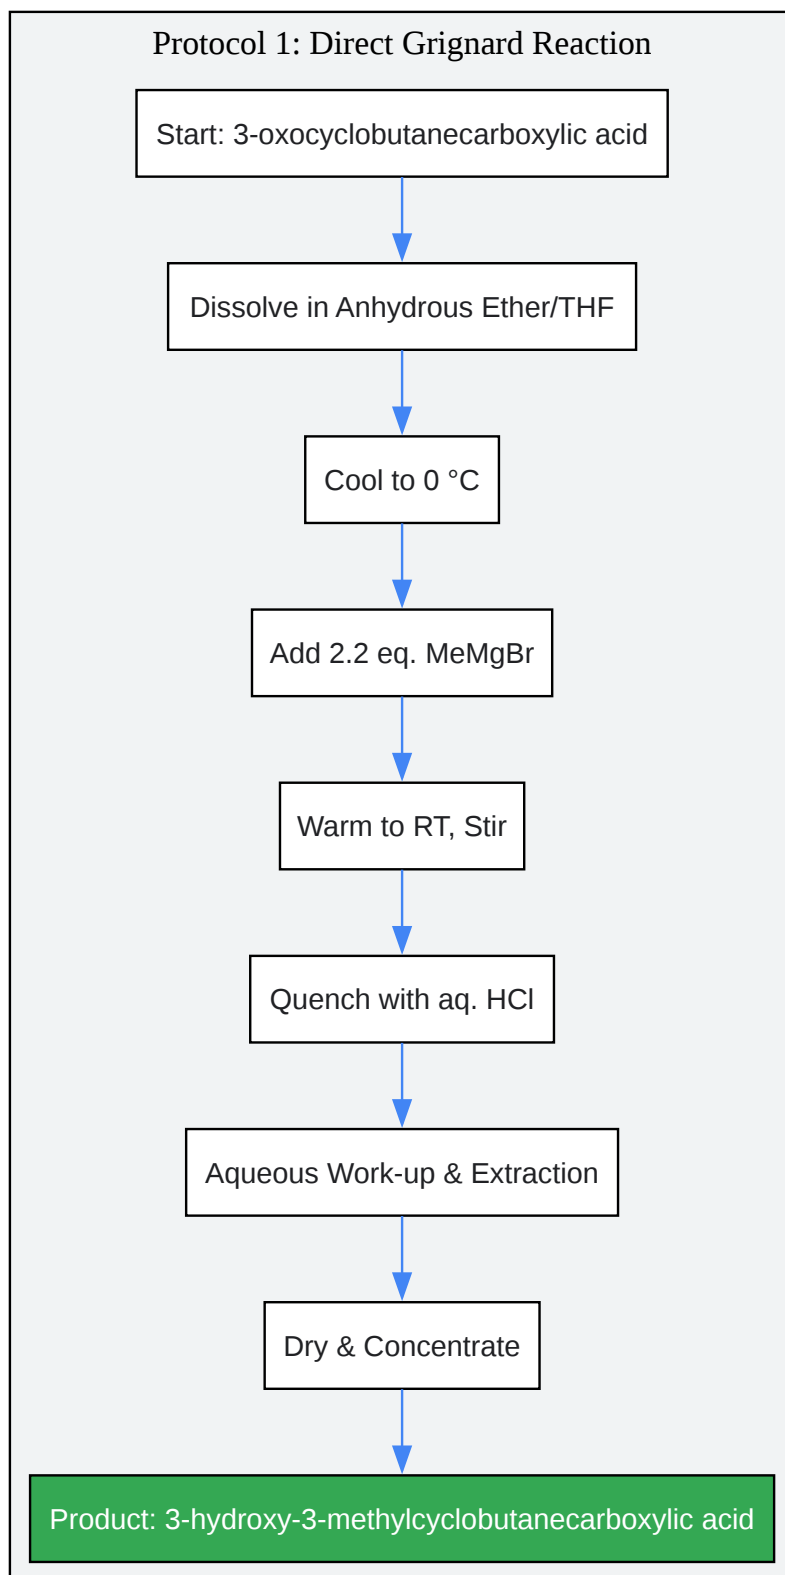 Protocol 1: Direct Grignard Reaction
Start: 3-oxocyclobutanecarboxylic acid
Dissolve in Anhydrous Ether/THF
Cool to 0 °C
Add 2.2 eq. MeMgBr
Warm to RT, Stir
Quench with aq. HCl
Aqueous Work-up & Extraction
Dry & Concentrate
Product: 3-hydroxy-3-methylcyclobutanecarboxylic acid